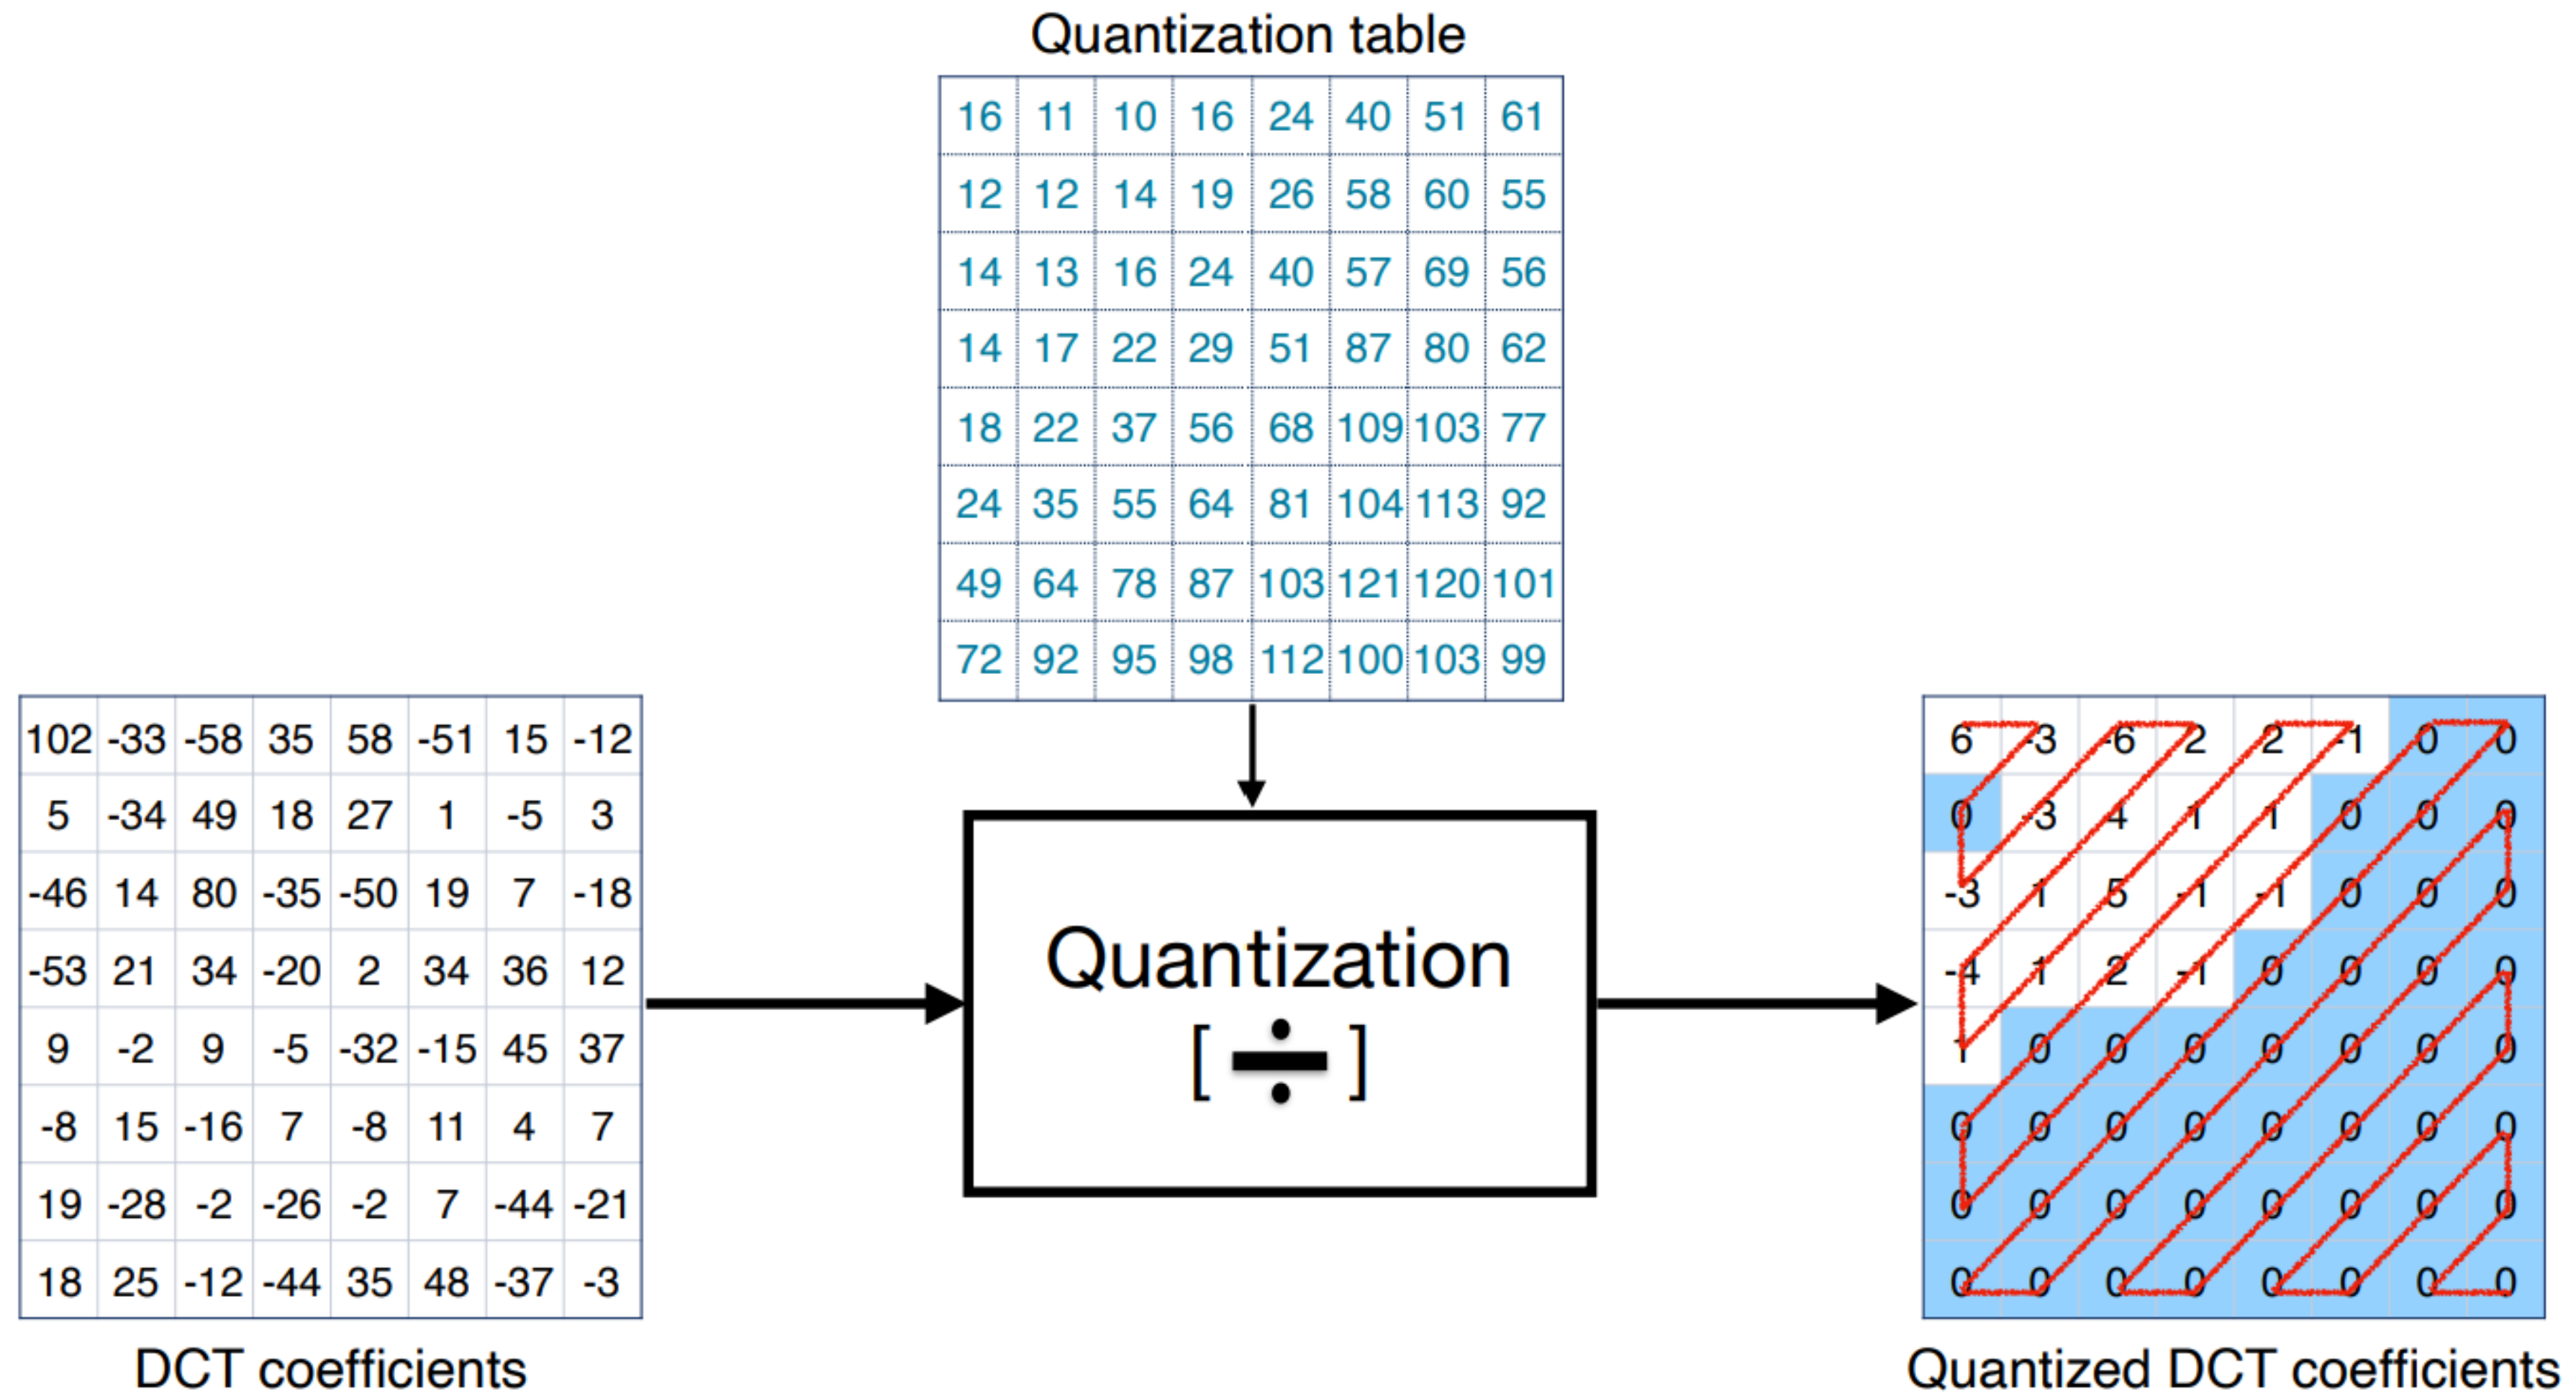 Quantization table
16 11 10 16 24 40 51 61
12 12 14 19 26 58 60 55
14 13 16 24 40 57 69 56
14 17 22 29 51 87 80 62
18 22 37 56 68 109 103 77
24 35 55 64 81 104 113 92
49 64 78 87 103 121 120 101
72 92 95 98 112 100 103 99
102 -33 -58 35 58 -51 15 -12
5 -34 49 18 27 1 -5 3
-46 14 80 -35 -50 19 7 -18
-53 21 34 -20 2 34 36 12
9 -2 9 -5 -32 -15 45 37
-8 15 -16 7 -8 11 4 7
19 -28 -2 -26 -2 7 -44 -21
18 25 -12 -44 35 48 -37 -3
DCT coefficients
Quantization
[ ÷ ]
6 -3 -6 2 2 -1 0 0
0 -3 4 1 1 0 0 0
-3 1 5 -1 -1 0 0 0
-4 1 2 -1 0 0 0 0
1 0 0 0 0 0 0 0
0 0 0 0 0 0 0 0
0 0 0 0 0 0 0 0
0 0 0 0 0 0 0 0
Quantized DCT coefficients